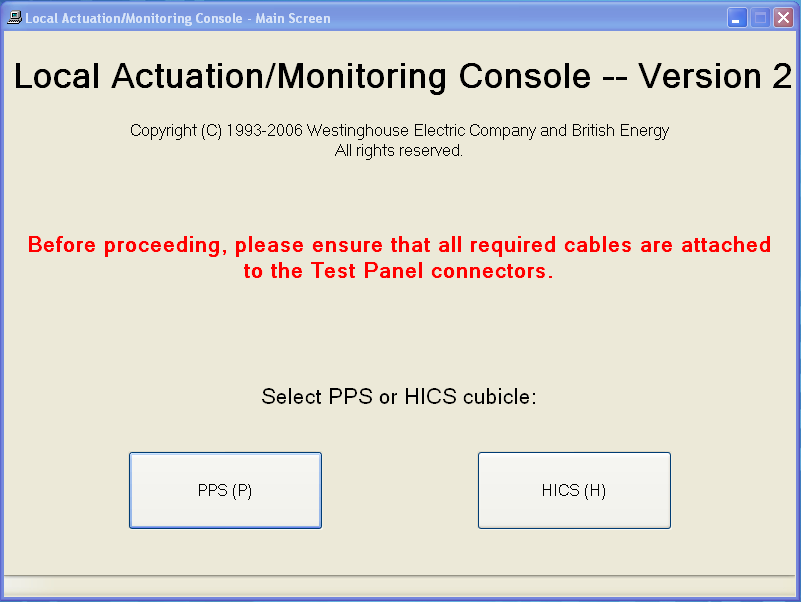 Local Actuation/Monitoring Console - Main Screen
Local Actuation/Monitoring Console -- Version 2
Copyright (C) 1993-2006 Westinghouse Electric Company and British Energy
All rights reserved.
Before proceeding, please ensure that all required cables are attached
to the Test Panel connectors.
Select PPS or HICS cubicle:
PPS (P)
HICS (H)